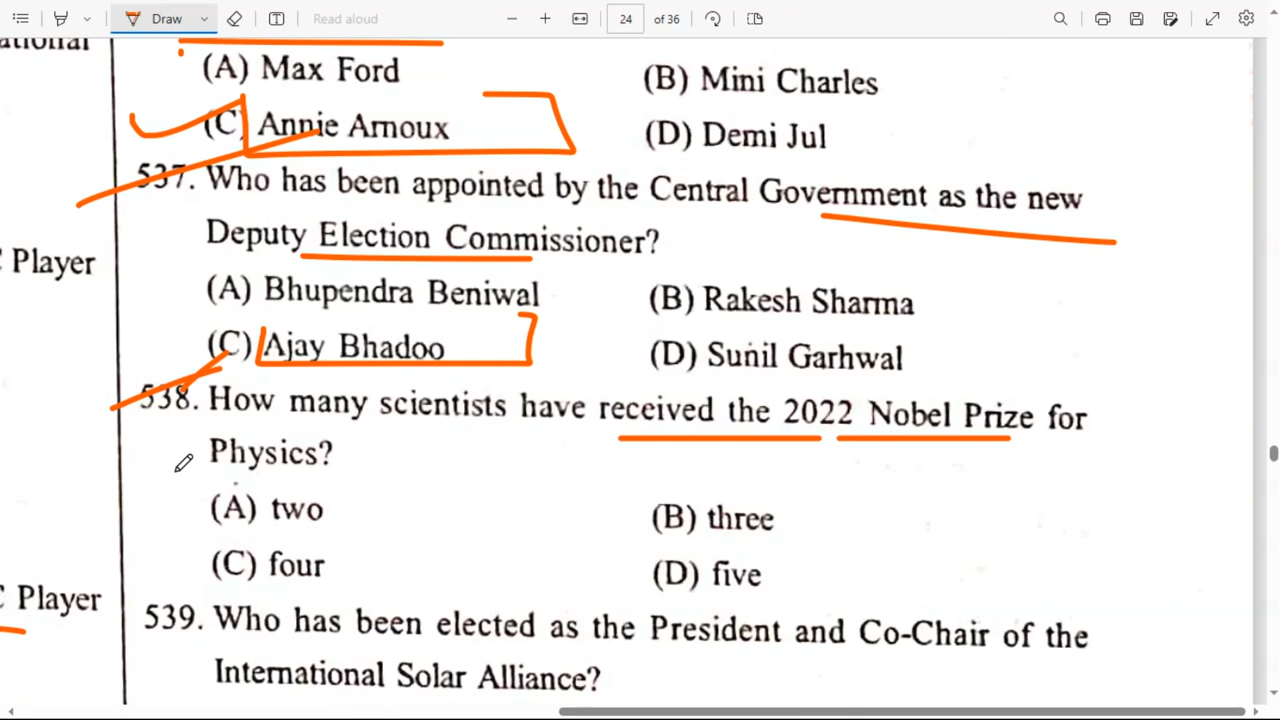 Draw
Read aloud
24
of 36
ational
(A) Max Ford
(B) Mini Charles
(C) Annie Arnoux
(D) Demi Jul
537. Who has been appointed by the Central Government as the new
Deputy Election Commissioner?
Player
(A) Bhupendra Beniwal
(B) Rakesh Sharma
(C) Ajay Bhadoo
(D) Sunil Garhwal
538. How many scientists have received the 2022 Nobel Prize for
Physics?
(A) two
(B) three
(C) four
(D) five
C Player
539. Who has been elected as the President and Co-Chair of the
International Solar Alliance?